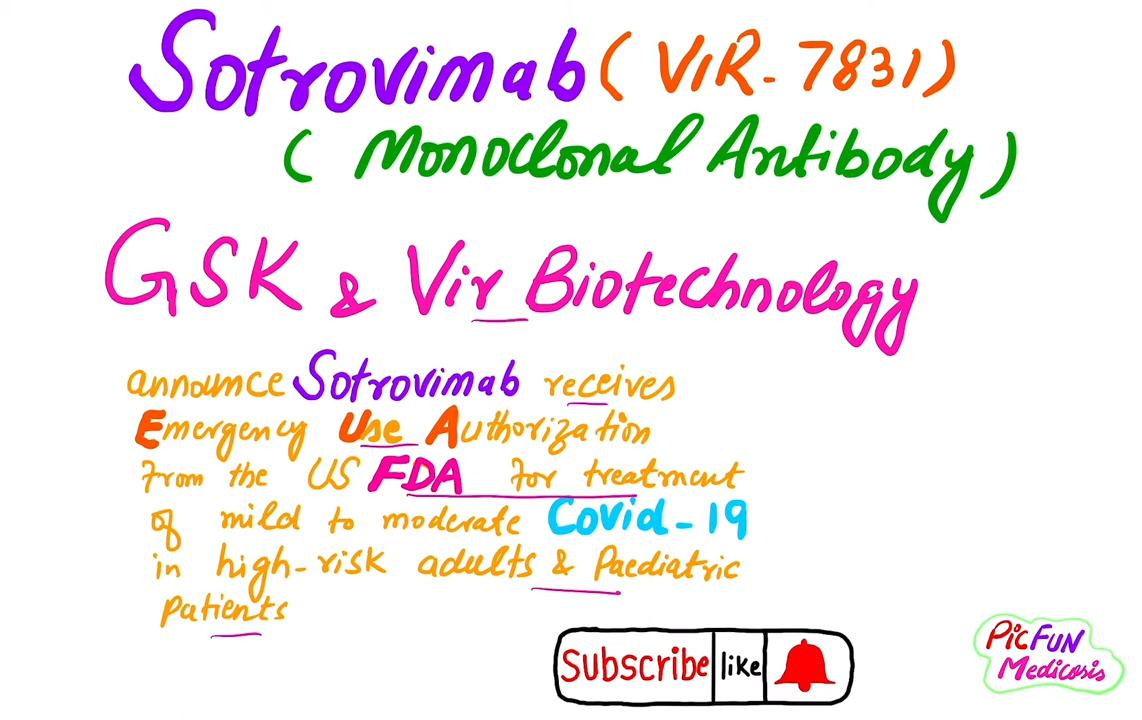 Sotrovimab (VIR-7831)
(Monoclonal Antibody)
GSK & Vir Biotechnology
announce Sotrovimab receives
Emergency Use Authorization
From the US FDA For treatment
of mild to moderate Covid-19
in high-risk adults & Paediatric
Patients
Subscribe like
PicFUN
Medicosis